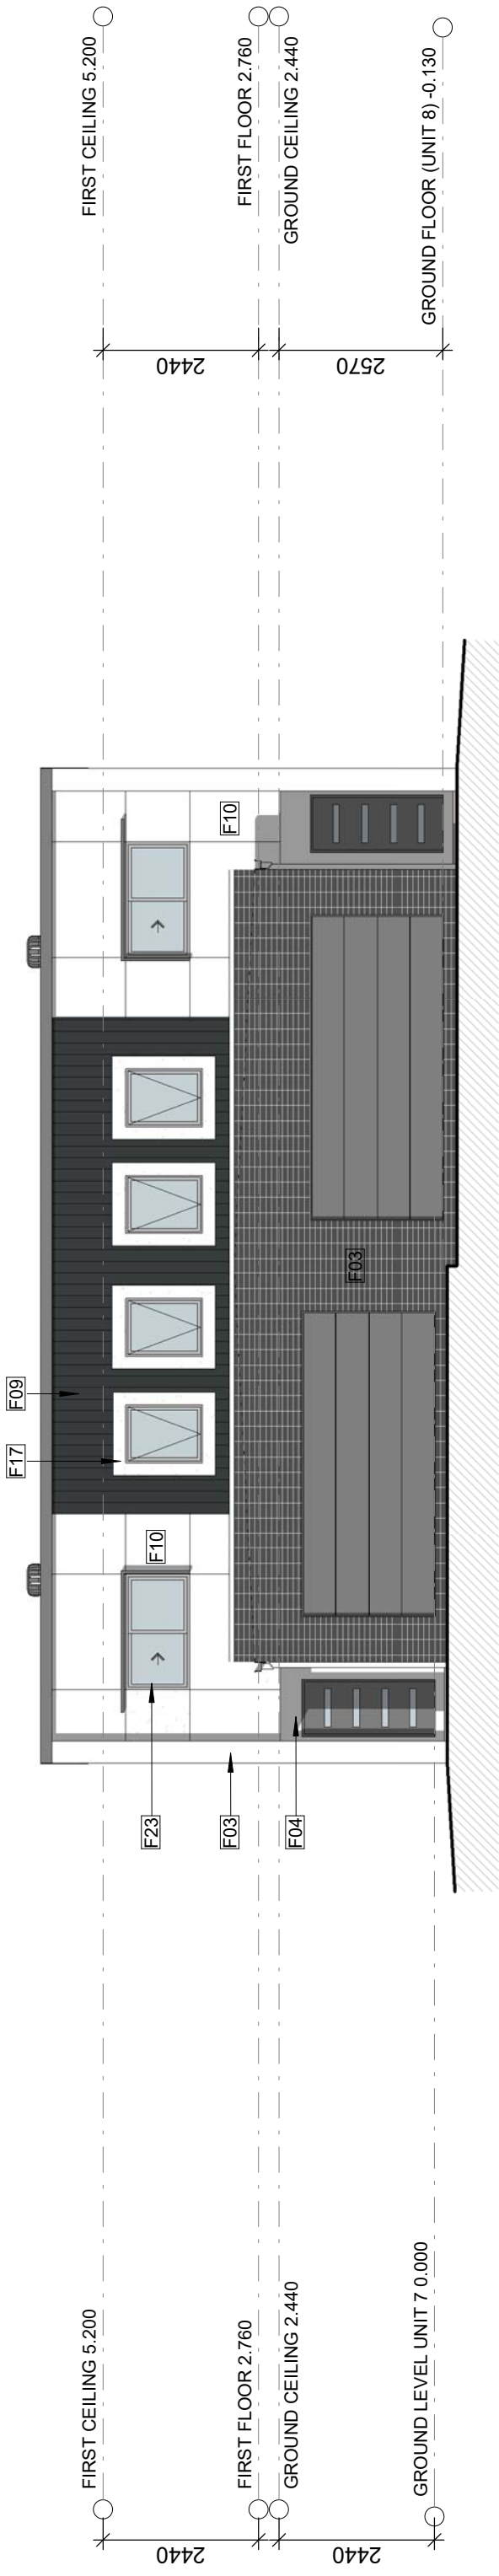 FIRST CEILING 5.200
FIRST FLOOR 2.760
GROUND CEILING 2.440
GROUND LEVEL UNIT 7 0.000
2440
2440
F17
F09
F23
F03
F04
F10
F03
F10
FIRST CEILING 5.200
FIRST FLOOR 2.760
GROUND CEILING 2.440
GROUND FLOOR (UNIT 8) -0.130
2440
2570